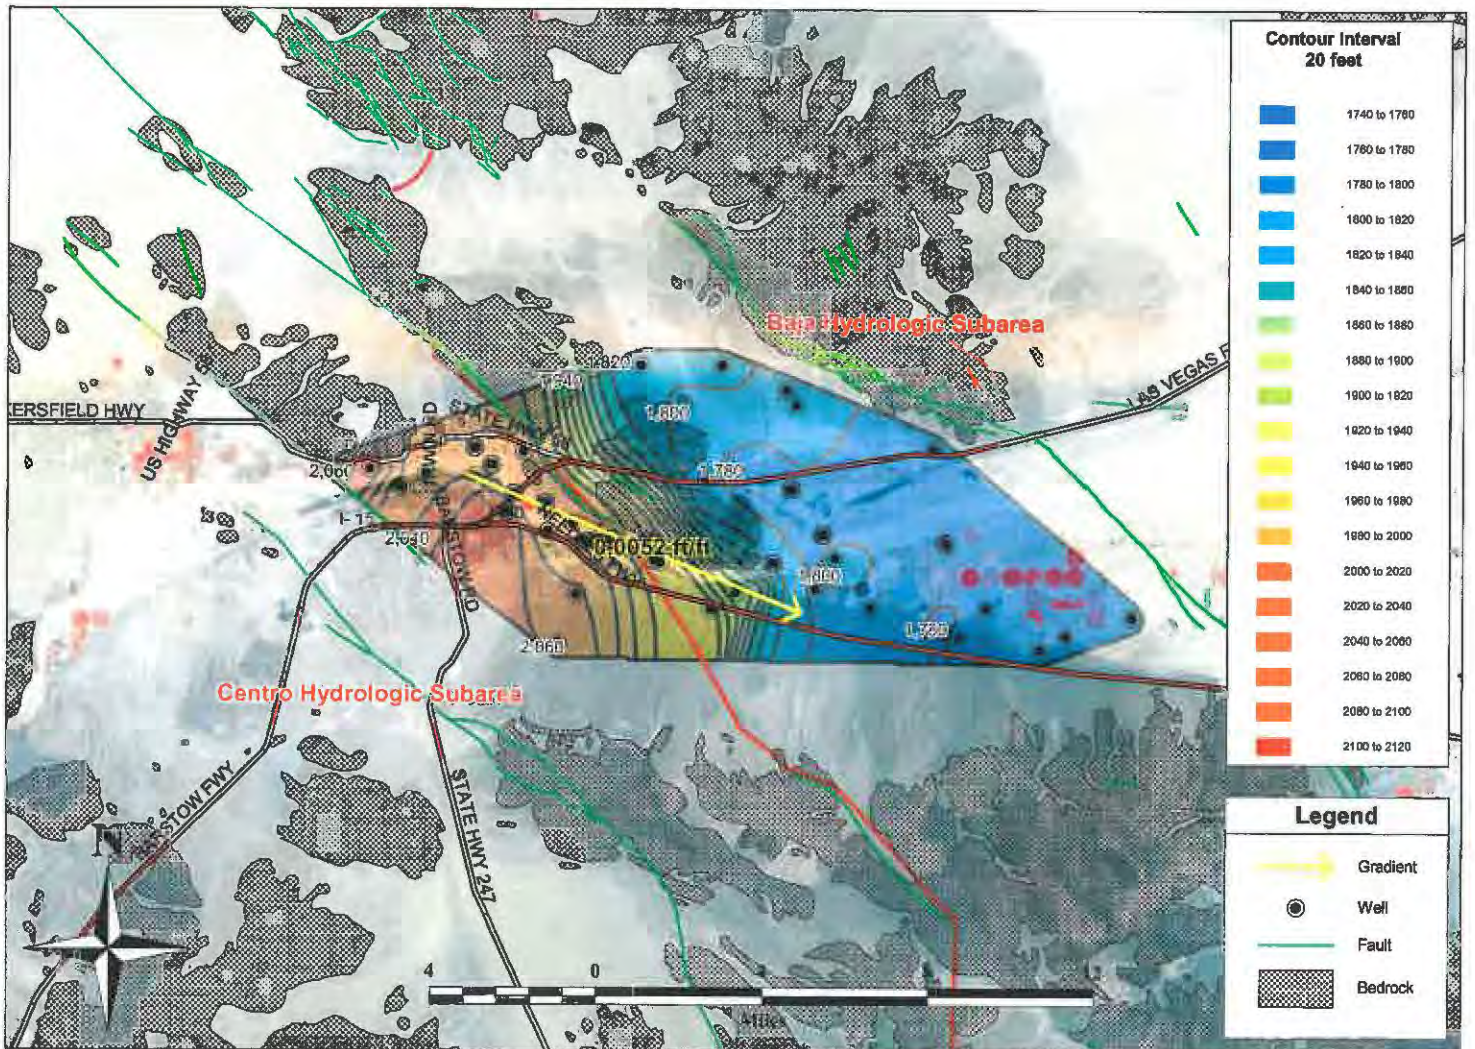 Contour Interval
20 feet
1740 to 1760
1760 to 1780
1780 to 1800
1800 to 1820
1820 to 1840
1840 to 1860
1860 to 1880
1880 to 1900
1900 to 1820
1920 to 1940
1940 to 1960
1960 to 1980
1980 to 2000
2000 to 2020
2020 to 2040
2040 to 2060
2060 to 2080
2080 to 2100
2100 to 2120
Baja Hydrologic Subarea
LAS VEGAS F
KERSFIELD HWY
US HIGHWAY 58
1,820
1,840
1,780
2,040
I-15
0.0052-ft/ft
1,800
2,060
Centro Hydrologic Subarea
STOW FWY
STATE HWY 247
N
4
0
Miles
Legend
Gradient
Well
Fault
Bedrock